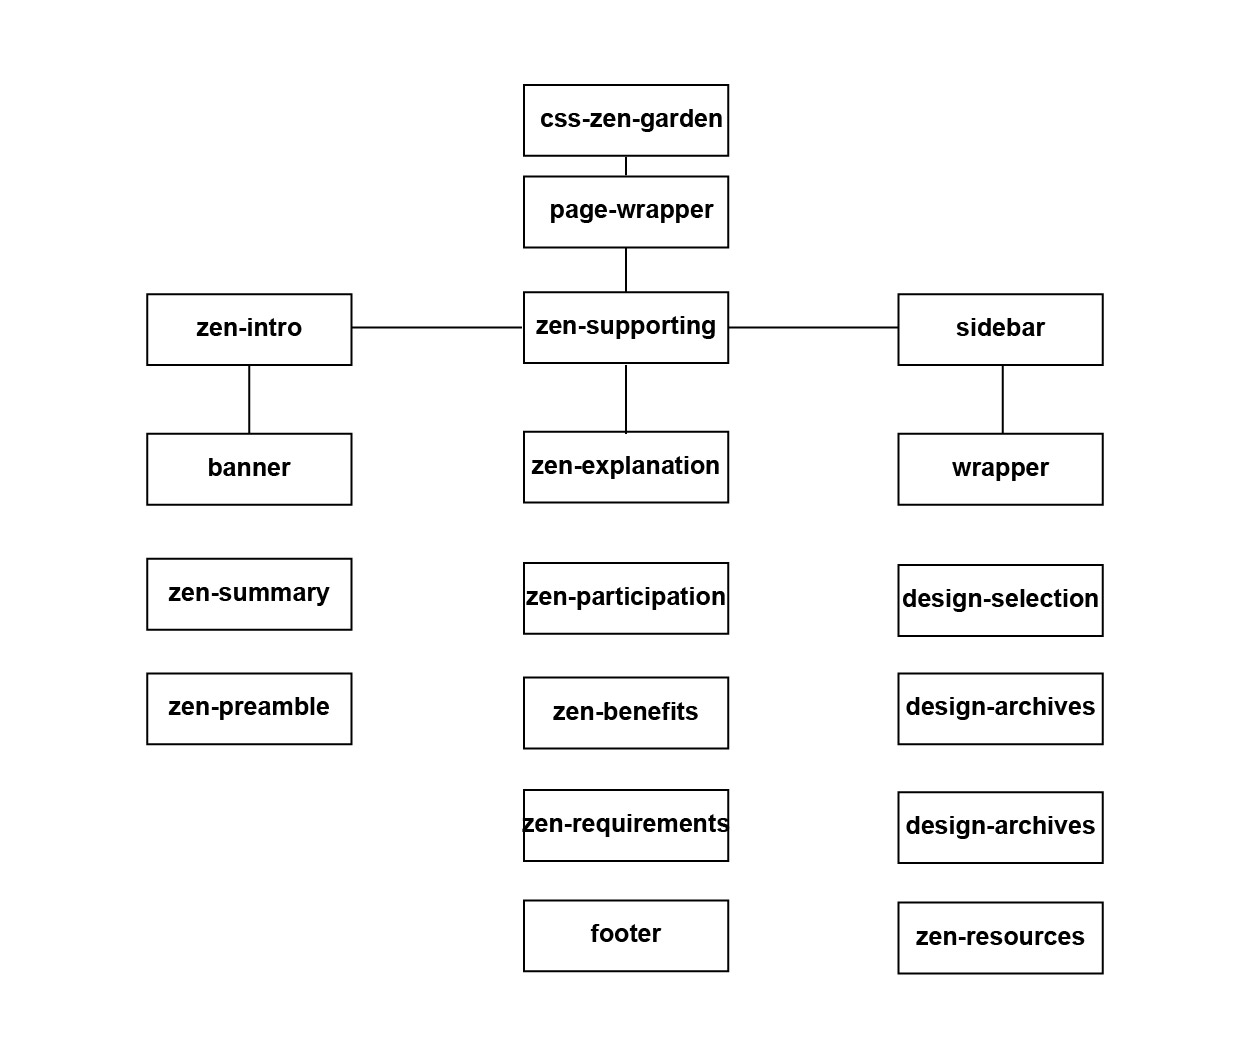 css-zen-garden
page-wrapper
zen-intro
zen-supporting
sidebar
banner
zen-explanation
wrapper
zen-summary
zen-participation
design-selection
zen-preamble
zen-benefits
design-archives
zen-requirements
design-archives
footer
zen-resources